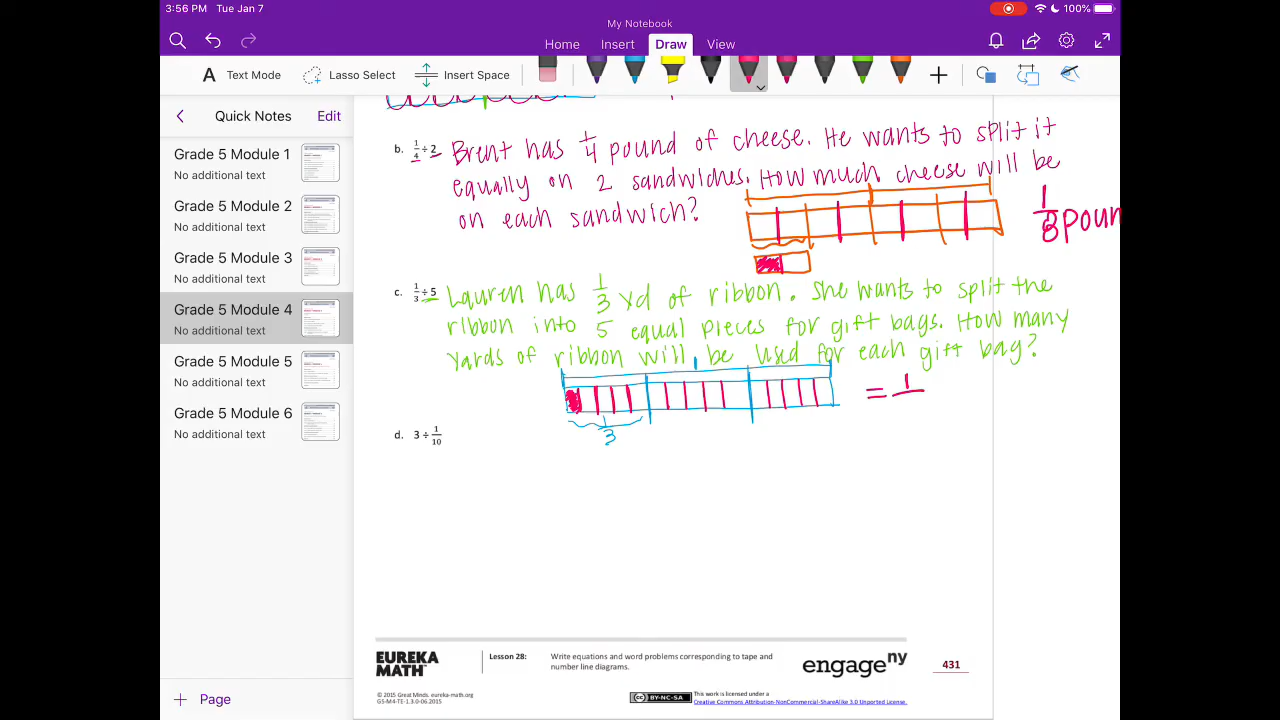 3:56 PM Tue Jan 7
100%
My Notebook
Home Insert Draw View
Text Mode Lasso Select Insert Space
Quick Notes Edit
Grade 5 Module 1
No additional text
Grade 5 Module 2
No additional text
Grade 5 Module 3
No additional text
Grade 5 Module 4
No additional text
Grade 5 Module 5
No additional text
Grade 5 Module 6
No additional text
Page
b. 1/4 ÷ 2 Brent has 1/4 pound of cheese. He wants to split it
equally on 2 sandwiches. How much cheese will be
on each sandwich?
1/8 poun
c. 1/3 ÷ 5 Lauren has 1/3 yd of ribbon. She wants to split the
ribbon into 5 equal pieces for gift bags. How many
yards of ribbon will be used for each gift bag?
1
= 1
1/3
d. 3 ÷ 1/10
EUREKA MATH
Lesson 28: Write equations and word problems corresponding to tape and
number line diagrams.
engageny 431
© 2015 Great Minds. eureka-math.org
G5-M4-TE-1.3.0-06.2015
CC BY-NC-SA
This work is licensed under a
Creative Commons Attribution-NonCommercial-ShareAlike 3.0 Unported License.